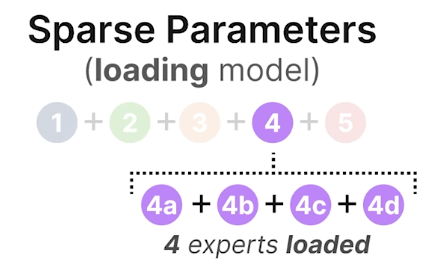 Sparse Parameters
(loading model)
1 + 2 + 3 + 4 + 5
4a + 4b + 4c + 4d
4 experts loaded